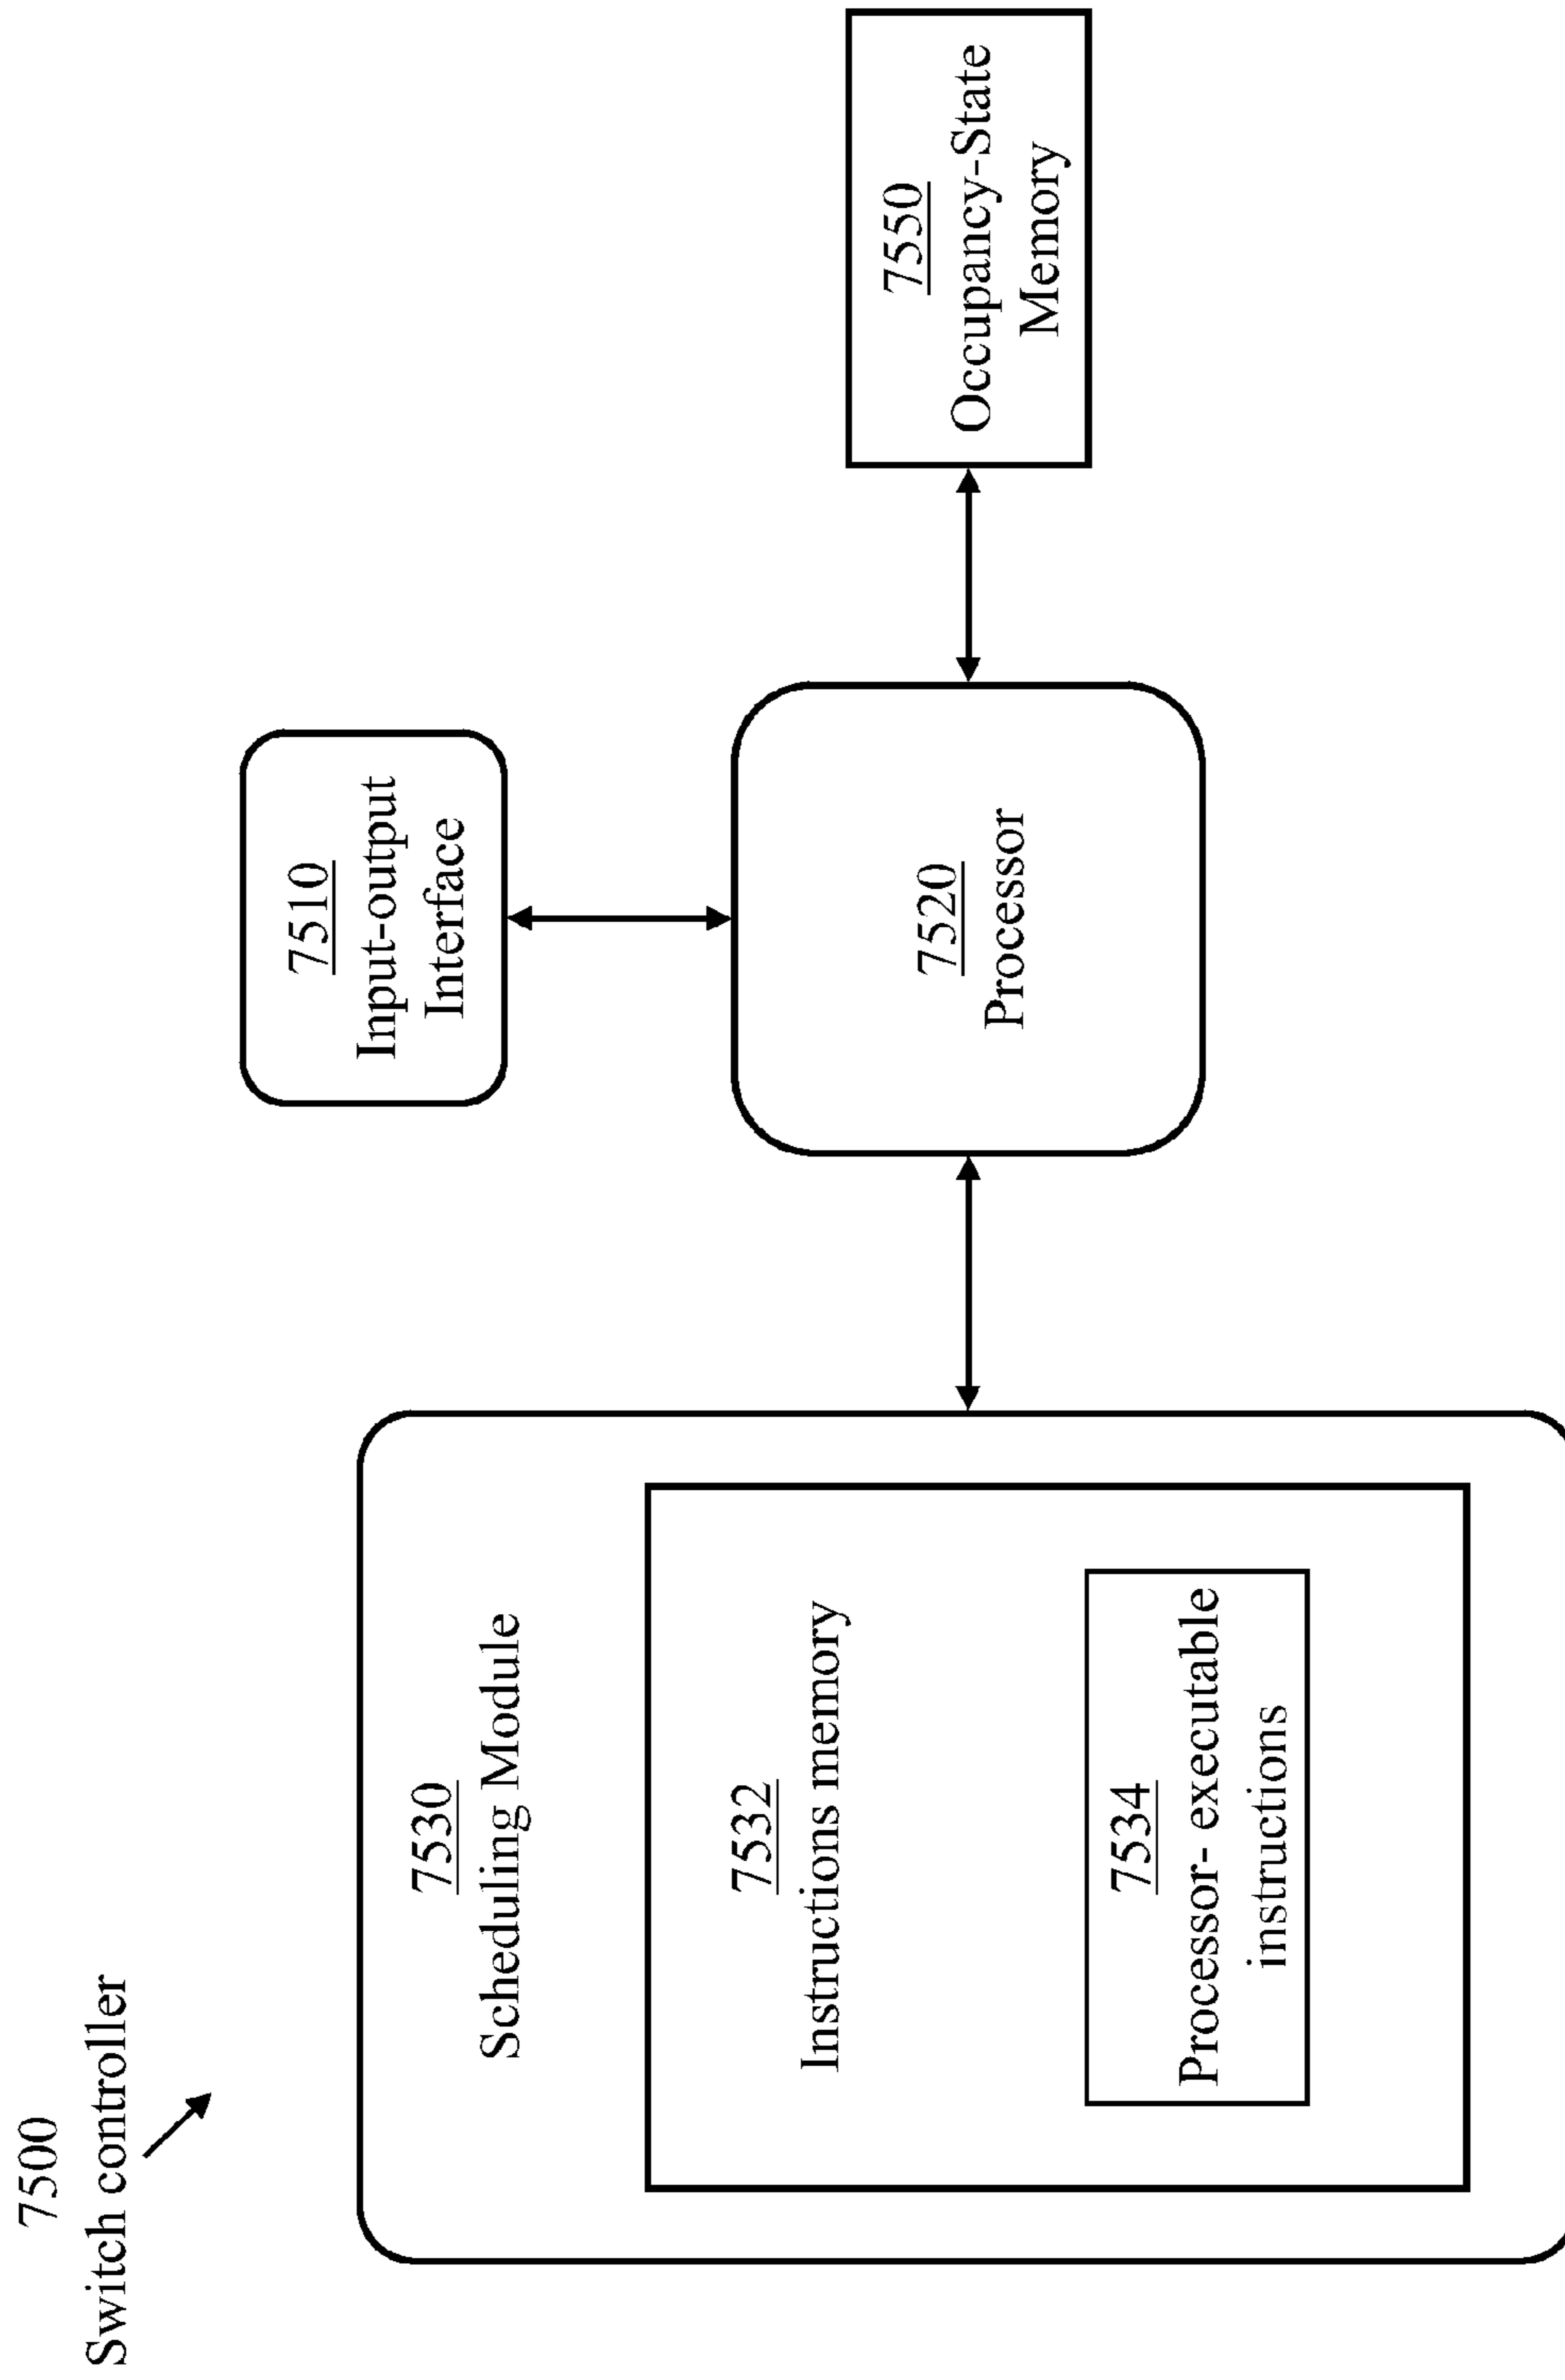 7500
Switch controller
7530
Scheduling Module
7532
Instructions memory
7534
Processor- executable
instructions
7510
Input-output
Interface
7520
Processor
7550
Occupancy-State
Memory